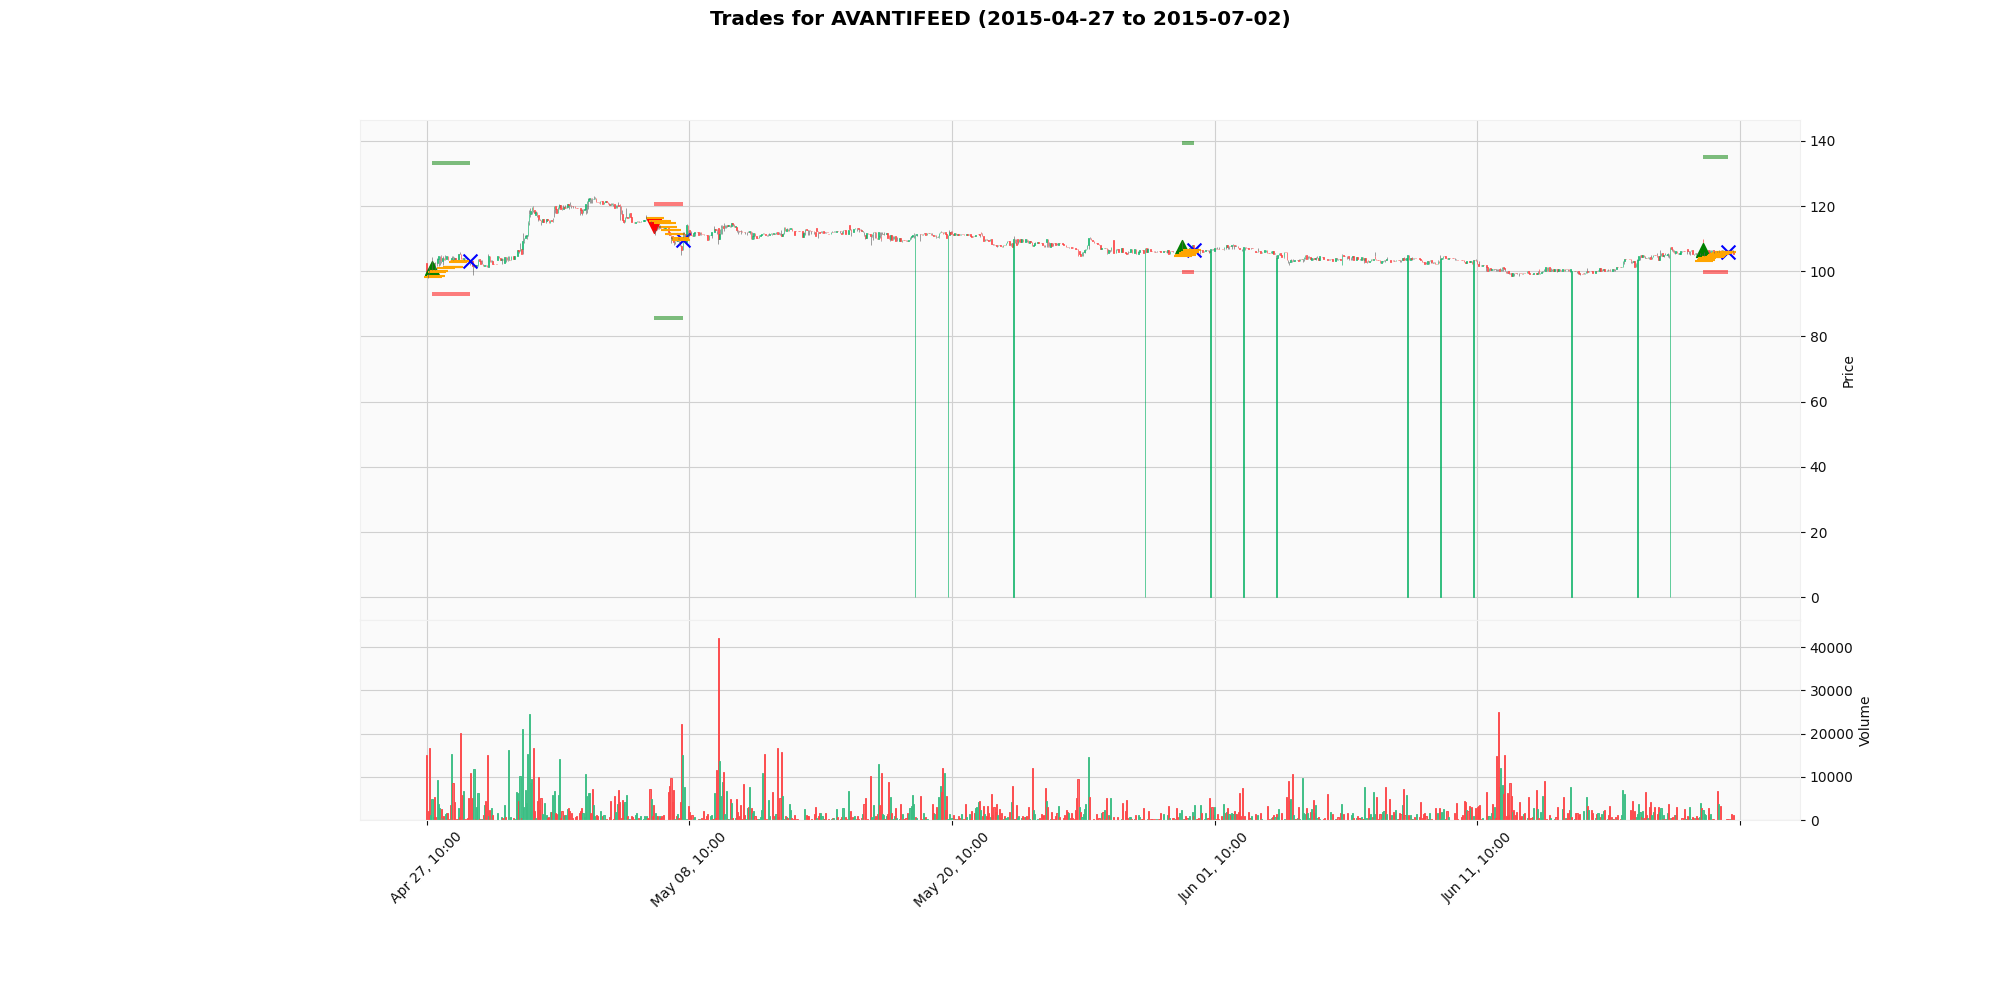 Trades for AVANTIFEED (2015-04-27 to 2015-07-02)
140
120
100
80
60
40
20
0
Price
40000
30000
20000
10000
0
Volume
Apr 27, 10:00
May 08, 10:00
May 20, 10:00
Jun 01, 10:00
Jun 11, 10:00